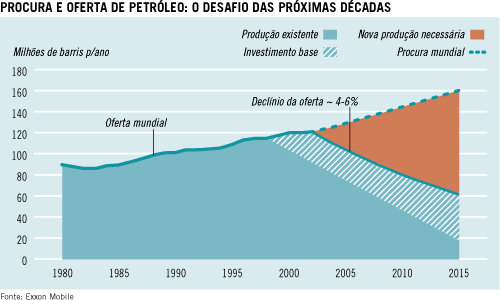 PROCURA E OFERTA DE PETRÓLEO: O DESAFIO DAS PRÓXIMAS DÉCADAS
Produção existente
Nova produção necessária
Milhões de barris p/ano
Investimento base
Procura mundial
180
160
140
120
100
80
60
40
20
0
Declínio da oferta ~ 4-6%
Oferta mundial
1980
1985
1990
1995
2000
2005
2010
2015
Fonte: Exxon Mobile